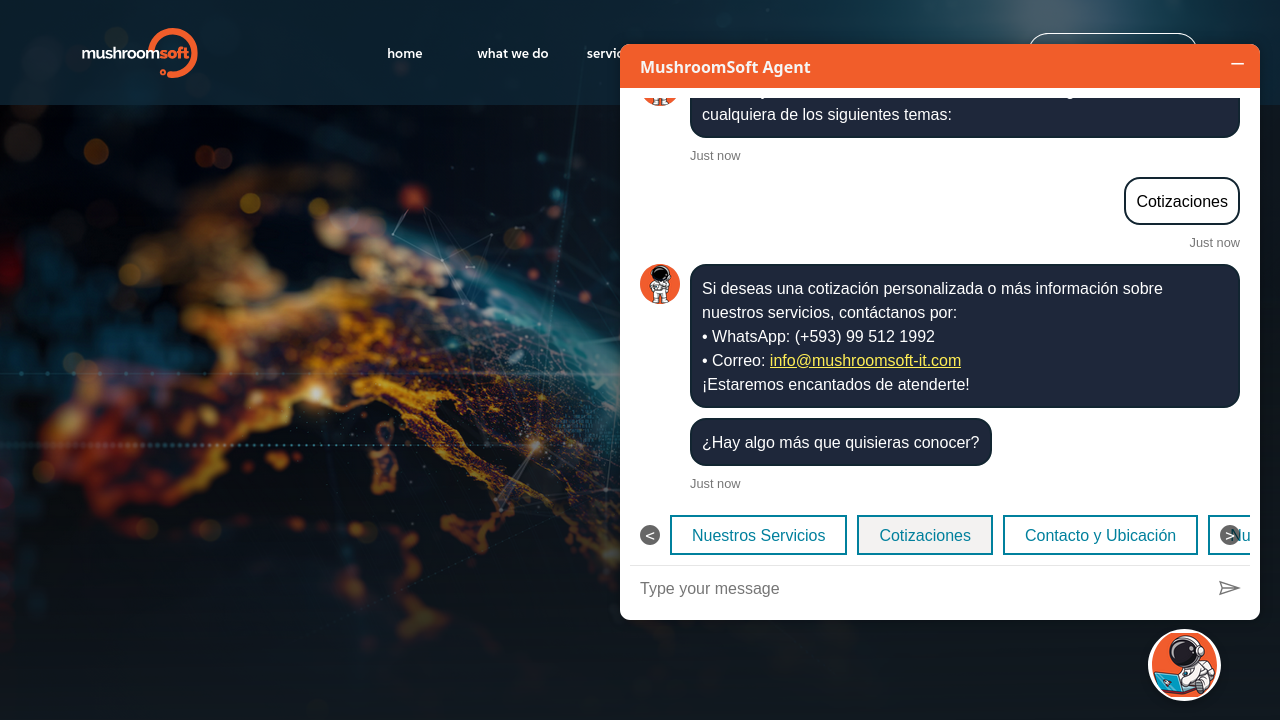 mushroomsoft
home
what we do
MushroomSoft Agent
cualquiera de los siguientes temas:
Just now
Cotizaciones
Just now
Si deseas una cotización personalizada o más información sobre
nuestros servicios, contáctanos por:
• WhatsApp: (+593) 99 512 1992
• Correo: info@mushroomsoft-it.com
¡Estaremos encantados de atenderte!
¿Hay algo más que quisieras conocer?
Just now
<
Nuestros Servicios
Cotizaciones
Contacto y Ubicación
>
Type your message